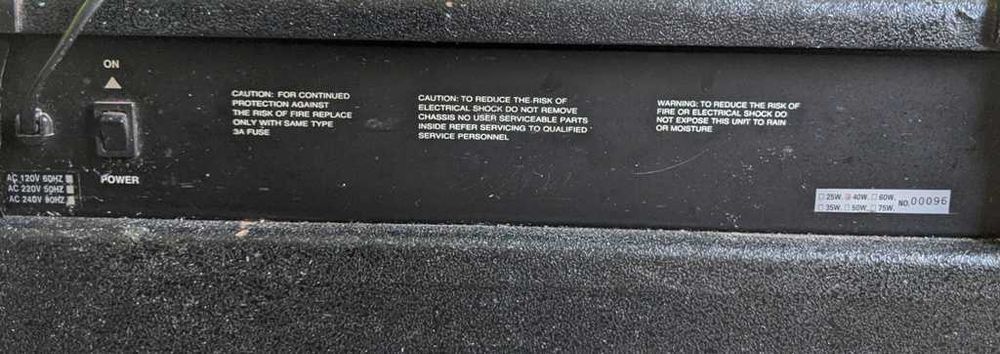 ON
POWER
AC 120V 60HZ
AC 220V 50HZ
AC 240V 60HZ
CAUTION: FOR CONTINUED
PROTECTION AGAINST
THE RISK OF FIRE REPLACE
ONLY WITH SAME TYPE
3A FUSE
CAUTION: TO REDUCE THE RISK OF
ELECTRICAL SHOCK DO NOT REMOVE
CHASSIS NO USER SERVICEABLE PARTS
INSIDE REFER SERVICING TO QUALIFIED
SERVICE PERSONNEL
WARNING: TO REDUCE THE RISK OF
FIRE OR ELECTRICAL SHOCK DO
NOT EXPOSE THIS UNIT TO RAIN
OR MOISTURE
25W. 40W. 60W.
35W. 50W. 75W.
NO.00096